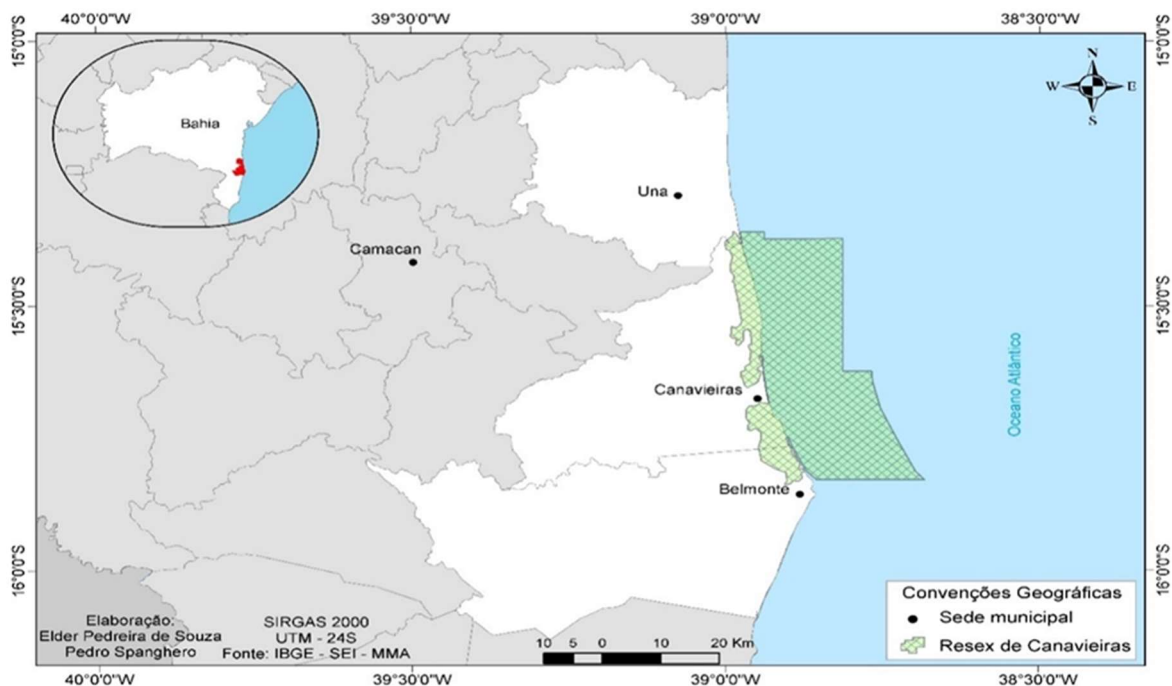 40°0'0"W 39°30'0"W 39°0'0"W 38°30'0"W
15°0'0"S 15°0'0"S
N
W E
S
Bahia
Una
Camacan
15°30'0"S 15°30'0"S
Canavieiras
Oceano Atlântico
Belmonte
16°0'0"S 16°0'0"S
Convenções Geográficas
Sede municipal
Resex de Canavieiras
Elaboração:
Elder Pedreira de Souza
Pedro Spanghero
SIRGAS 2000
UTM - 24S
Fonte: IBGE - SEI - MMA
10 5 0 10 20 Km
40°0'0"W 39°30'0"W 39°0'0"W 38°30'0"W